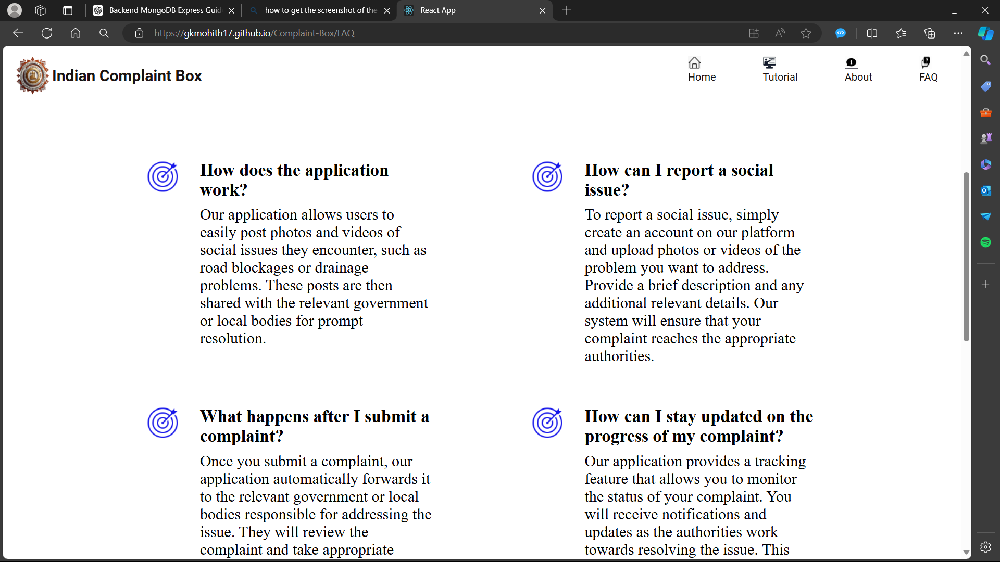 Backend MongoDB Express Guid
how to get the screenshot of the
React App
https://gkmohith17.github.io/Complaint-Box/FAQ
Indian Complaint Box
Home
Tutorial
About
FAQ
How does the application
work?
Our application allows users to
easily post photos and videos of
social issues they encounter, such as
road blockages or drainage
problems. These posts are then
shared with the relevant government
or local bodies for prompt
resolution.
How can I report a social
issue?
To report a social issue, simply
create an account on our platform
and upload photos or videos of the
problem you want to address.
Provide a brief description and any
additional relevant details. Our
system will ensure that your
complaint reaches the appropriate
authorities.
What happens after I submit a
complaint?
Once you submit a complaint, our
application automatically forwards it
to the relevant government or local
bodies responsible for addressing the
issue. They will review the
complaint and take appropriate
How can I stay updated on the
progress of my complaint?
Our application provides a tracking
feature that allows you to monitor
the status of your complaint. You
will receive notifications and
updates as the authorities work
towards resolving the issue. This